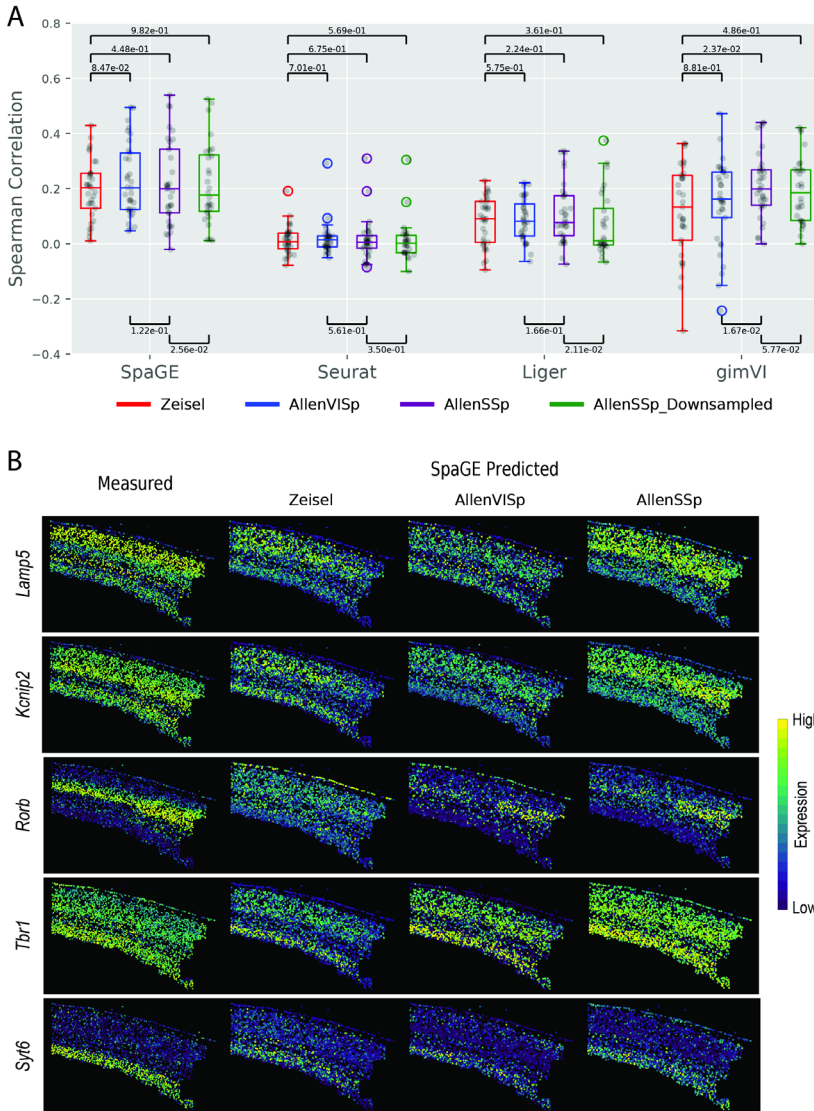 A
0.8
0.6
0.4
0.2
0.0
−0.2
−0.4
Spearman Correlation
9.82e-01
4.48e-01
8.47e-02
1.22e-01
2.56e-02
5.69e-01
6.75e-01
7.01e-01
5.61e-01
3.50e-01
3.61e-01
2.24e-01
5.75e-01
1.66e-01
2.11e-02
4.86e-01
2.37e-02
8.81e-01
1.67e-02
5.77e-02
SpaGE Seurat Liger gimVI
Zeisel AllenVISp AllenSSp AllenSSp_Downsampled
B
SpaGE Predicted
Measured
Zeisel AllenVISp AllenSSp
Lamp5
Kcnip2
Rorb
Tbr1
Syt6
High
Expression
Low